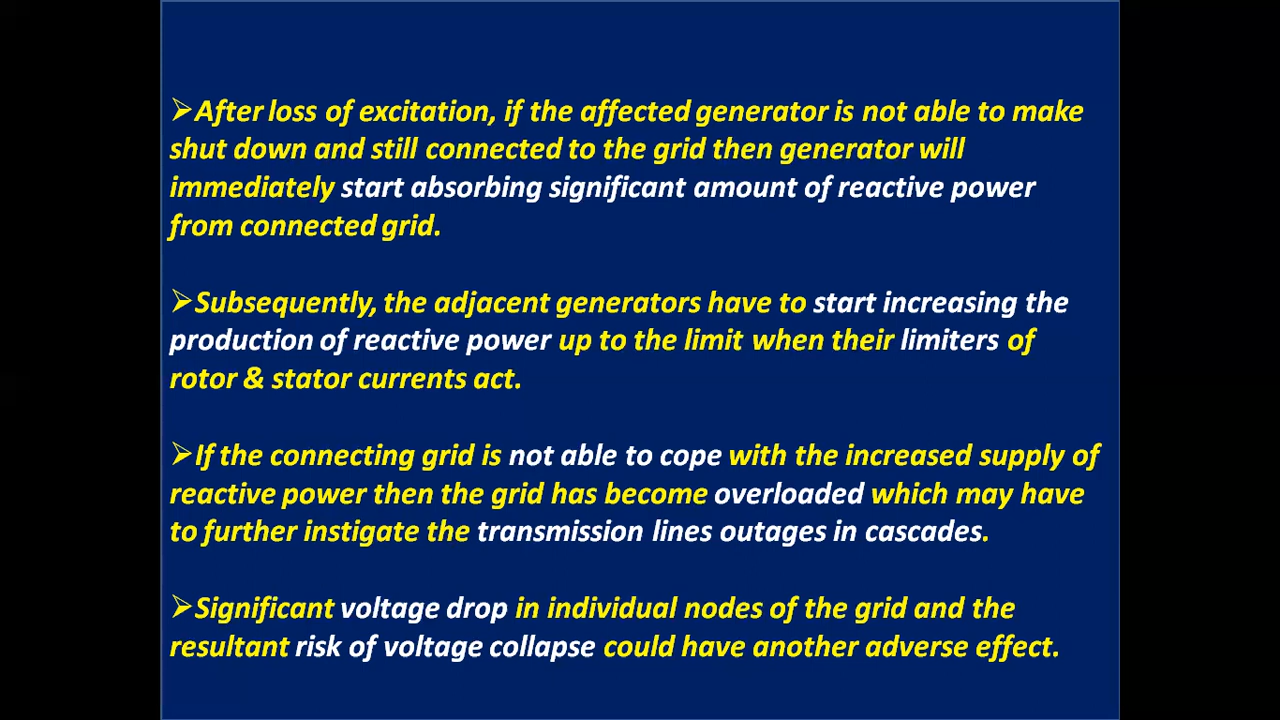 ➢After loss of excitation, if the affected generator is not able to make
shut down and still connected to the grid then generator will
immediately start absorbing significant amount of reactive power
from connected grid.
➢Subsequently, the adjacent generators have to start increasing the
production of reactive power up to the limit when their limiters of
rotor & stator currents act.
➢If the connecting grid is not able to cope with the increased supply of
reactive power then the grid has become overloaded which may have
to further instigate the transmission lines outages in cascades.
➢Significant voltage drop in individual nodes of the grid and the
resultant risk of voltage collapse could have another adverse effect.